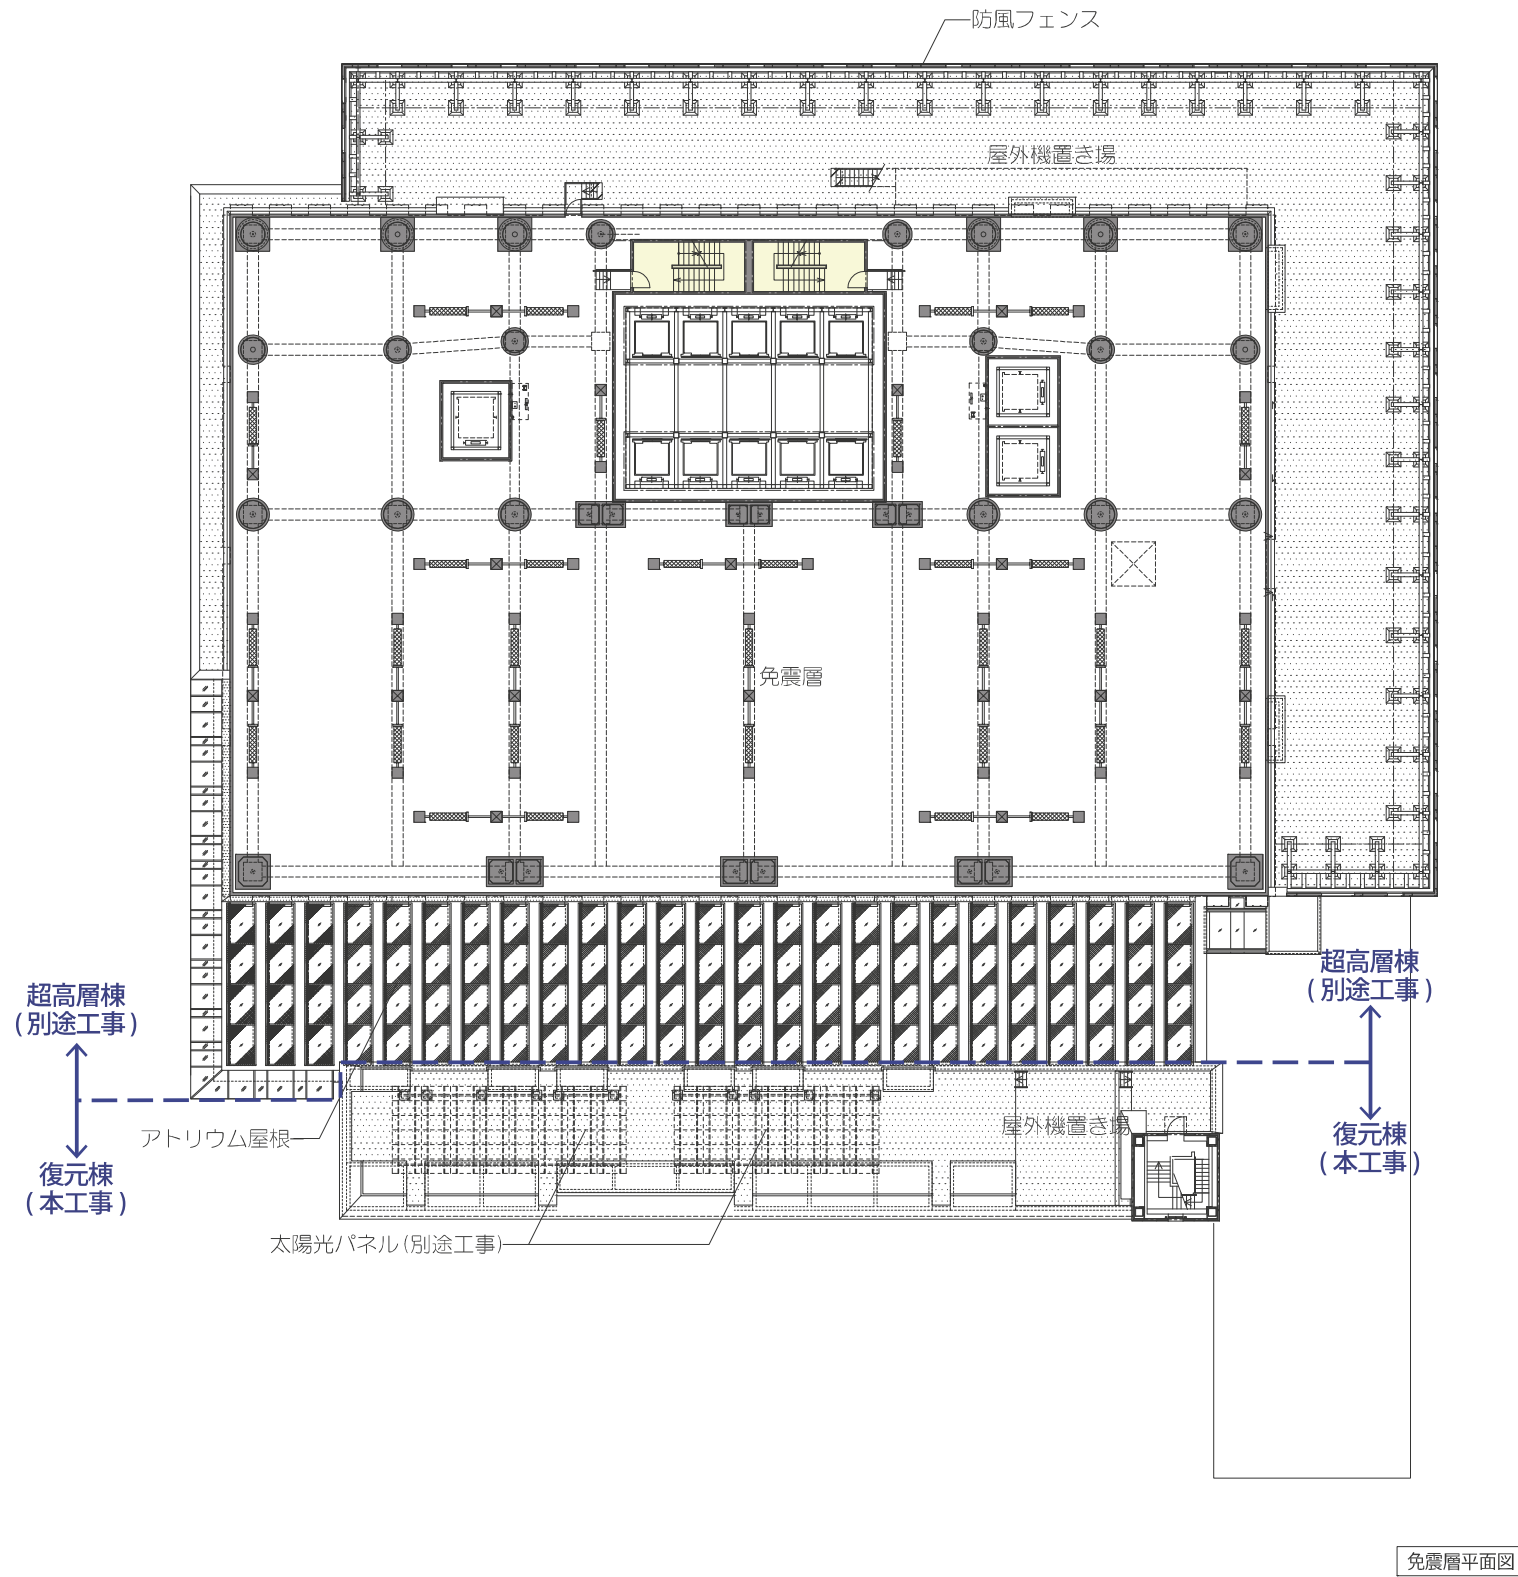 防風フェンス
屋外機置き場
免震層
超高層棟
(別途工事)
超高層棟
(別途工事)
復元棟
(本工事)
復元棟
(本工事)
アトリウム屋根
屋外機置き場
太陽光パネル(別途工事)
免震層平面図